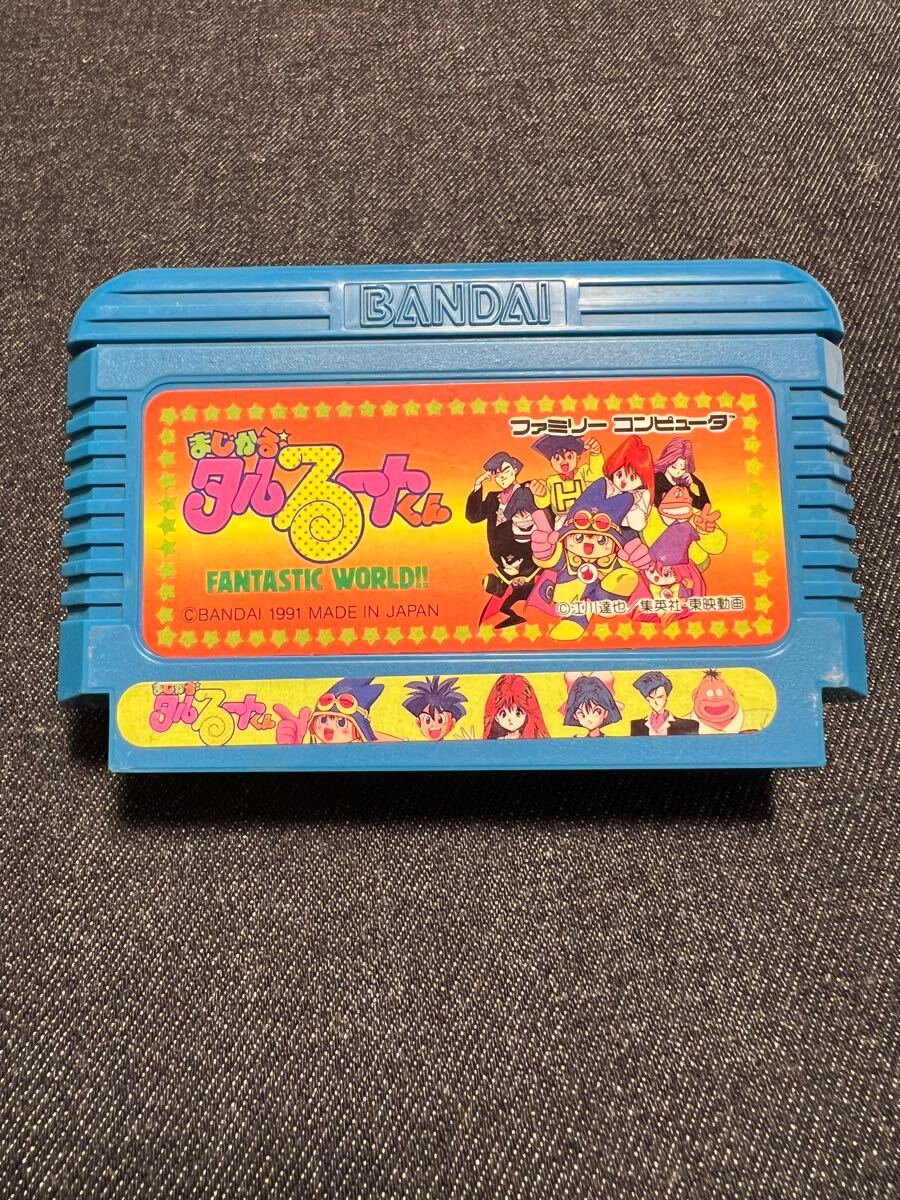 BANDAI
ファミリー コンピュータ™
まじかる☆
タルるートくん
FANTASTIC WORLD!!
©BANDAI 1991 MADE IN JAPAN
©江川達也／集英社・東映動画
まじかる☆
タルるートくん